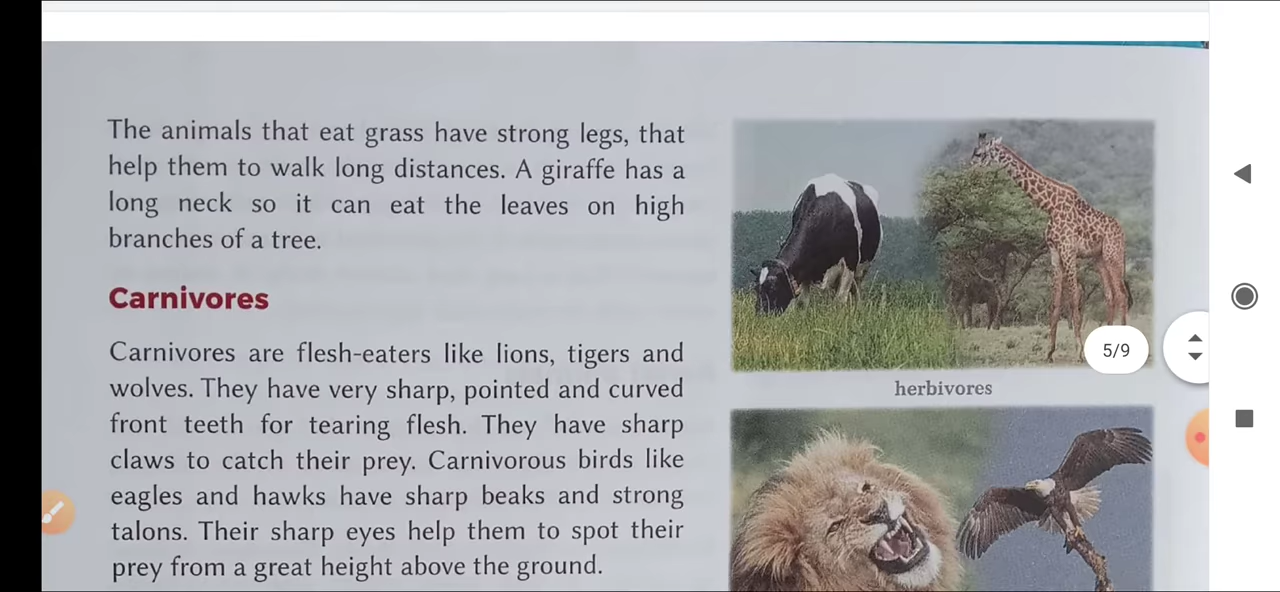 The animals that eat grass have strong legs, that
help them to walk long distances. A giraffe has a
long neck so it can eat the leaves on high
branches of a tree.
Carnivores
Carnivores are flesh-eaters like lions, tigers and
wolves. They have very sharp, pointed and curved
front teeth for tearing flesh. They have sharp
claws to catch their prey. Carnivorous birds like
eagles and hawks have sharp beaks and strong
talons. Their sharp eyes help them to spot their
prey from a great height above the ground.
herbivores
5/9